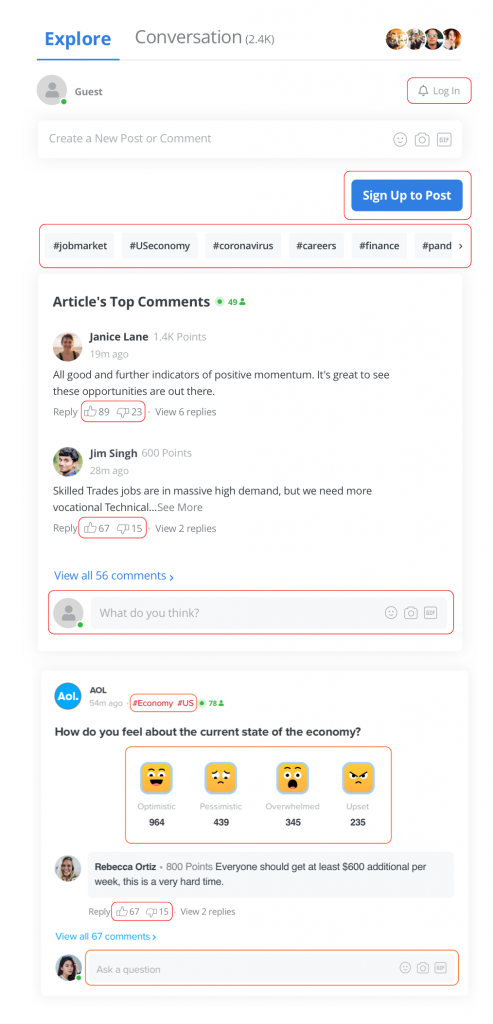 Explore Conversation (2.4K)
Guest
Log In
Create a New Post or Comment
GIF
Sign Up to Post
#jobmarket #USeconomy #coronavirus #careers #finance #pand
Article's Top Comments 49
Janice Lane 1.4K Points
19m ago
All good and further indicators of positive momentum. It's great to see
these opportunities are out there.
Reply 89 23 · View 6 replies
Jim Singh 600 Points
28m ago
Skilled Trades jobs are in massive high demand, but we need more
vocational Technical...See More
Reply 67 15 · View 2 replies
View all 56 comments ›
What do you think?
GIF
Aol.
AOL
54m ago · #Economy #US 78
How do you feel about the current state of the economy?
Optimistic Pessimistic Overwhelmed Upset
964 439 345 235
Rebecca Ortiz • 800 Points Everyone should get at least $600 additional per
week, this is a very hard time.
Reply 67 15 · View 2 replies
View all 67 comments ›
Ask a question
GIF